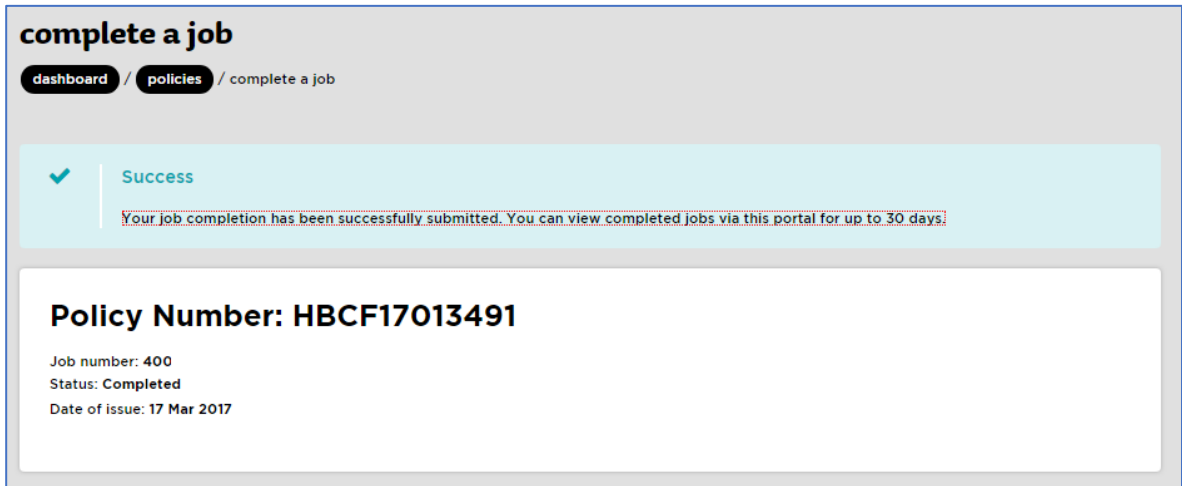 complete a job
dashboard / policies / complete a job
Success
Your job completion has been successfully submitted. You can view completed jobs via this portal for up to 30 days.
Policy Number: HBCF17013491
Job number: 400
Status: Completed
Date of issue: 17 Mar 2017